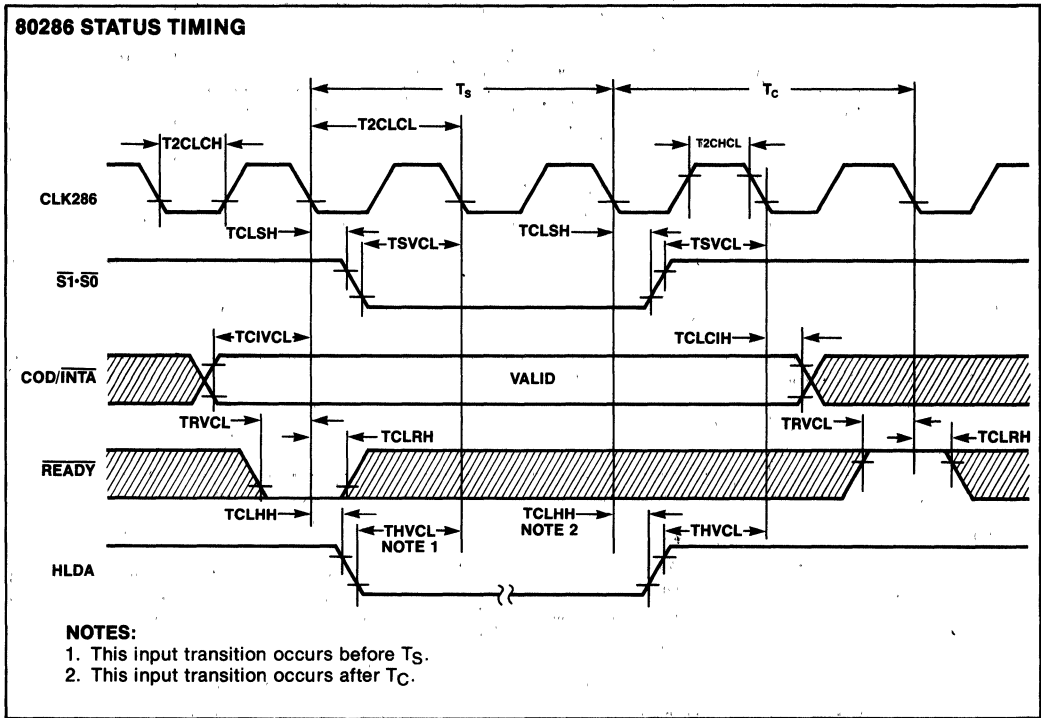 80286 STATUS TIMING
TS TC
T2CLCL
T2CLCH T2CHCL
CLK286
TCLSH TSVCL TCLSH TSVCL
S1•S0
TCIVCL TCLCIH
COD/INTA VALID
TRVCL TRVCL
TCLRH TCLRH
READY
TCLHH THVCL TCLHH THVCL
NOTE 1 NOTE 2
HLDA
NOTES:
1. This input transition occurs before TS.
2. This input transition occurs after TC.